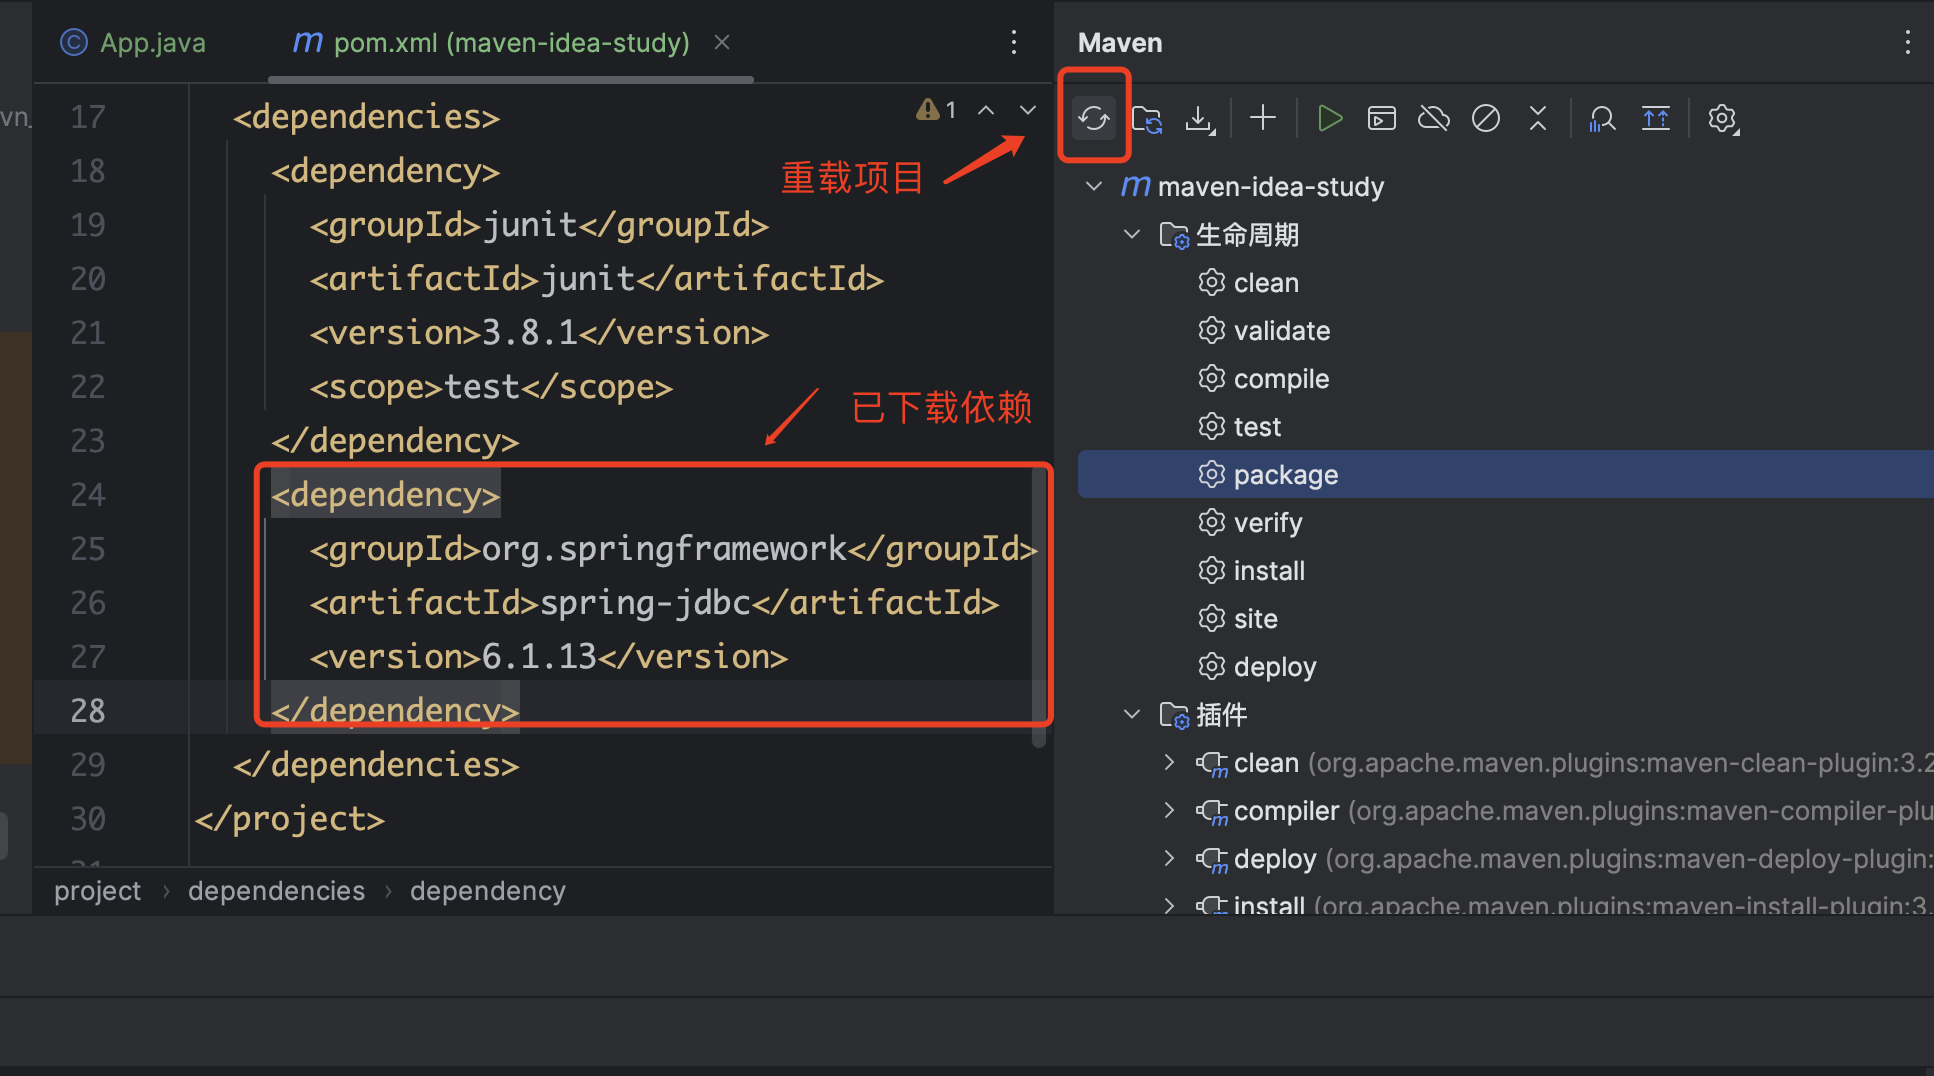 App.java
pom.xml (maven-idea-study)
vn_
17 <dependencies>
1
18 <dependency>
重载项目
19 <groupId>junit</groupId>
20 <artifactId>junit</artifactId>
21 <version>3.8.1</version>
22 <scope>test</scope>
已下载依赖
23 </dependency>
24 <dependency>
25 <groupId>org.springframework</groupId>
26 <artifactId>spring-jdbc</artifactId>
27 <version>6.1.13</version>
28 </dependency>
29 </dependencies>
30 </project>
31
project › dependencies › dependency
Maven
maven-idea-study
生命周期
clean
validate
compile
test
package
verify
install
site
deploy
插件
clean (org.apache.maven.plugins:maven-clean-plugin:3.2
compiler (org.apache.maven.plugins:maven-compiler-plu
deploy (org.apache.maven.plugins:maven-deploy-plugin:
install (org.apache.maven.plugins:maven-install-plugin:3.